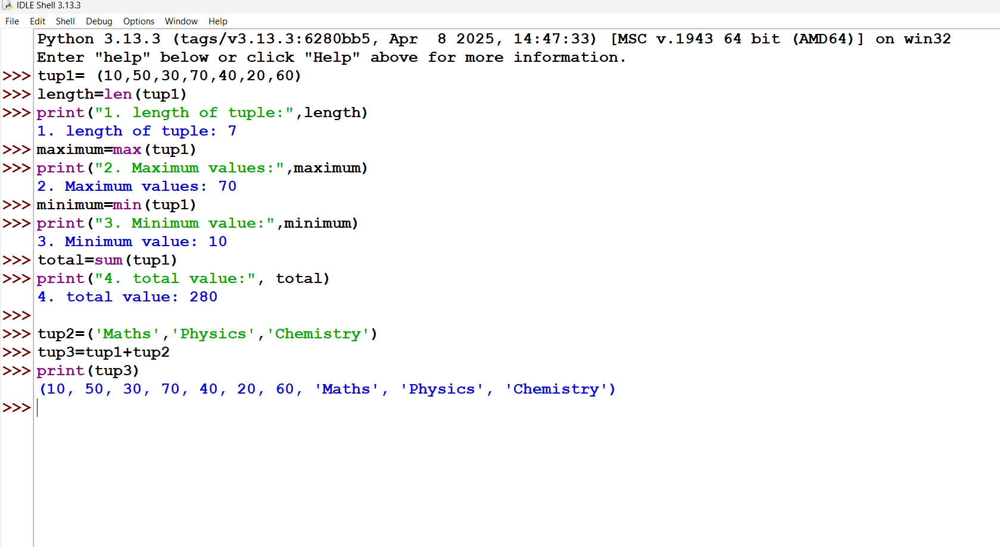 IDLE Shell 3.13.3
File Edit Shell Debug Options Window Help
Python 3.13.3 (tags/v3.13.3:6280bb5, Apr  8 2025, 14:47:33) [MSC v.1943 64 bit (AMD64)] on win32
Enter "help" below or click "Help" above for more information.
>>> tup1= (10,50,30,70,40,20,60)
>>> length=len(tup1)
>>> print("1. length of tuple:",length)
1. length of tuple: 7
>>> maximum=max(tup1)
>>> print("2. Maximum values:",maximum)
2. Maximum values: 70
>>> minimum=min(tup1)
>>> print("3. Minimum value:",minimum)
3. Minimum value: 10
>>> total=sum(tup1)
>>> print("4. total value:", total)
4. total value: 280
>>>
>>> tup2=('Maths','Physics','Chemistry')
>>> tup3=tup1+tup2
>>> print(tup3)
(10, 50, 30, 70, 40, 20, 60, 'Maths', 'Physics', 'Chemistry')
>>>